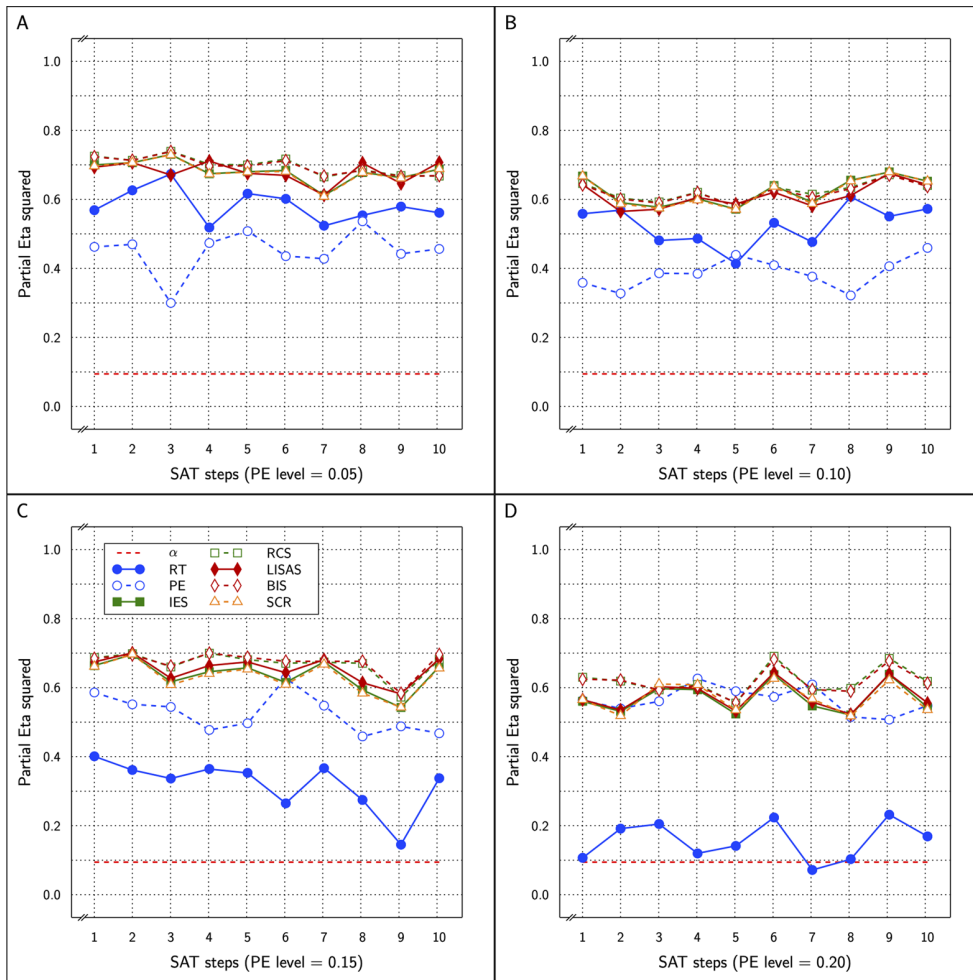 A
Partial Eta squared
1.0
0.8
0.6
0.4
0.2
0.0
1 2 3 4 5 6 7 8 9 10
SAT steps (PE level = 0.05)
B
Partial Eta squared
1.0
0.8
0.6
0.4
0.2
0.0
1 2 3 4 5 6 7 8 9 10
SAT steps (PE level = 0.10)
C
Partial Eta squared
1.0
0.8
0.6
0.4
0.2
0.0
α
RT
PE
IES
RCS
LISAS
BIS
SCR
1 2 3 4 5 6 7 8 9 10
SAT steps (PE level = 0.15)
D
Partial Eta squared
1.0
0.8
0.6
0.4
0.2
0.0
1 2 3 4 5 6 7 8 9 10
SAT steps (PE level = 0.20)